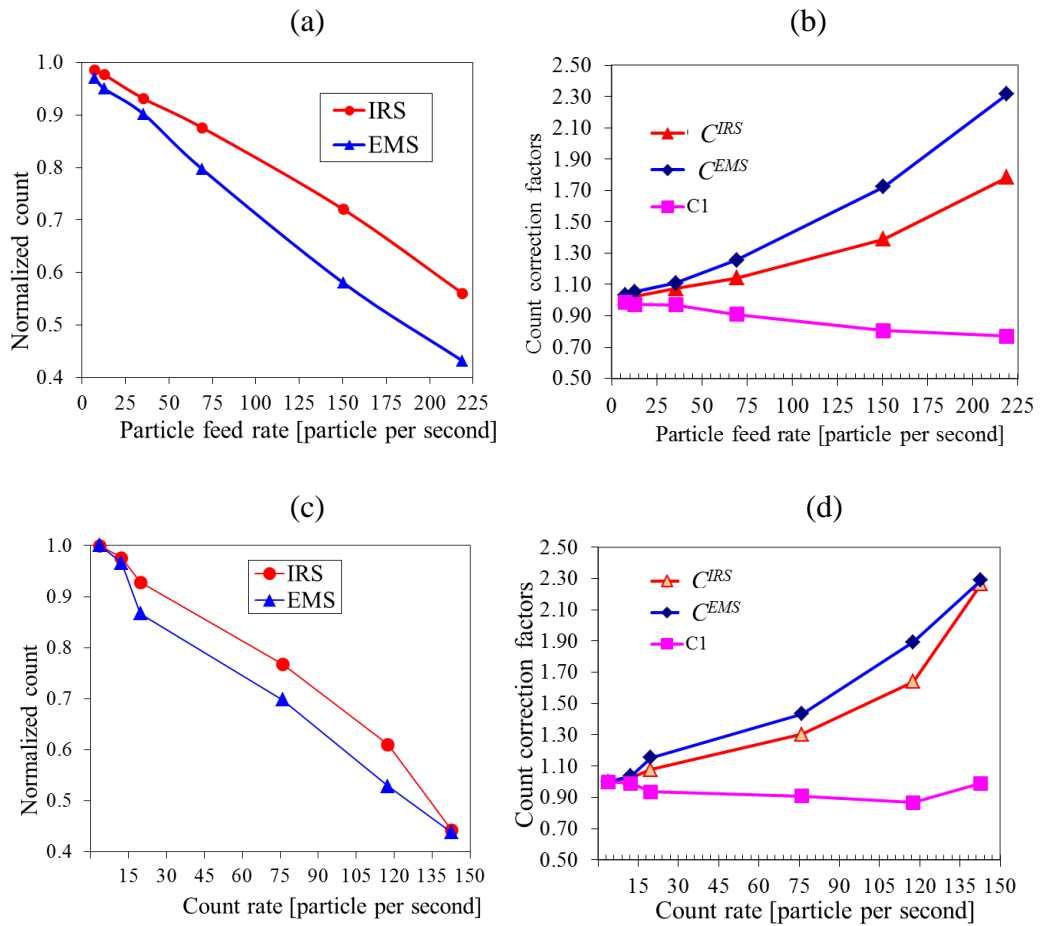 (a)
Normalized count
1.0
0.9
0.8
0.7
0.6
0.5
0.4
IRS
EMS
0 25 50 75 100 125 150 175 200 225
Particle feed rate [particle per second]
(b)
Count correction factors
2.50
2.30
2.10
1.90
1.70
1.50
1.30
1.10
0.90
0.70
0.50
C^IRS
C^EMS
C1
0 25 50 75 100 125 150 175 200 225
Particle feed rate [particle per second]
(c)
Normalized count
1.0
0.9
0.8
0.7
0.6
0.5
0.4
IRS
EMS
15 30 45 60 75 90 105 120 135 150
Count rate [particle per second]
(d)
Count correction factors
2.50
2.30
2.10
1.90
1.70
1.50
1.30
1.10
0.90
0.70
0.50
C^IRS
C^EMS
C1
15 30 45 60 75 90 105 120 135 150
Count rate [particle per second]